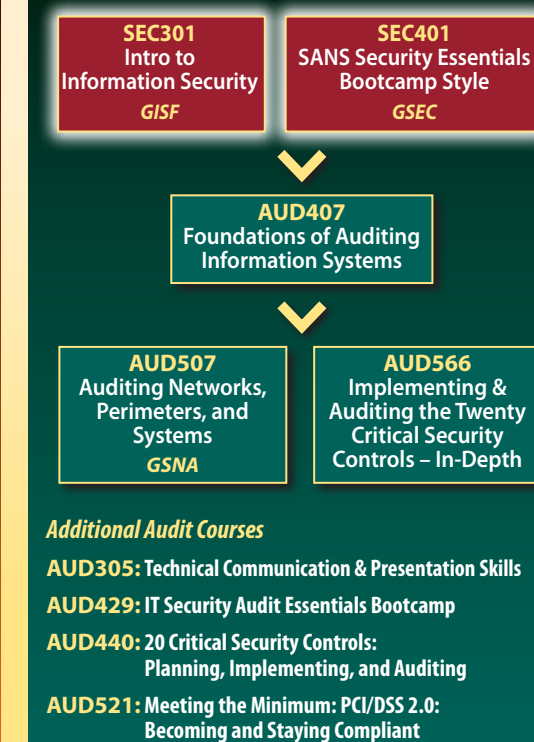 SEC301
Intro to
Information Security
GISF
SEC401
SANS Security Essentials
Bootcamp Style
GSEC
AUD407
Foundations of Auditing
Information Systems
AUD507
Auditing Networks,
Perimeters, and
Systems
GSNA
AUD566
Implementing &
Auditing the Twenty
Critical Security
Controls – In-Depth
Additional Audit Courses
AUD305: Technical Communication & Presentation Skills
AUD429: IT Security Audit Essentials Bootcamp
AUD440: 20 Critical Security Controls:
Planning, Implementing, and Auditing
AUD521: Meeting the Minimum: PCI/DSS 2.0:
Becoming and Staying Compliant